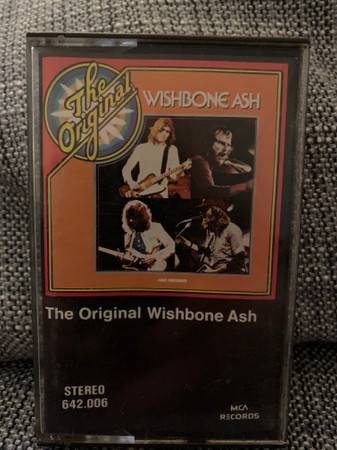 The
Original
WISHBONE ASH
The Original Wishbone Ash
STEREO
642.006
MCA
RECORDS